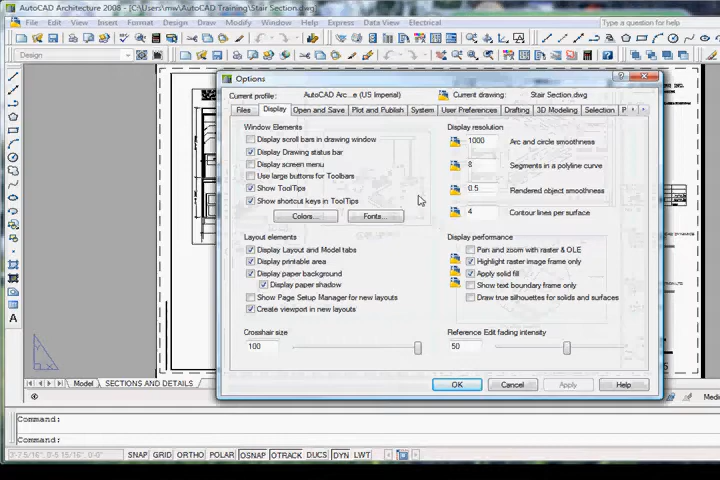 AutoCAD Architecture 2008 - [C:\Users\mw\AutoCAD Training\Stair Section.dwg]
File Edit View Insert Format Design Draw Modify Window Help Express Data View Electrical
Type a question for help
Design
Options
Current profile: AutoCAD Arc...e (US Imperial) Current drawing: Stair Section.dwg
Files Display Open and Save Plot and Publish System User Preferences Drafting 3D Modeling Selection P
Window Elements
Display scroll bars in drawing window
Display Drawing status bar
Display screen menu
Use large buttons for Toolbars
Show ToolTips
Show shortcut keys in ToolTips
Colors... Fonts...
Layout elements
Display Layout and Model tabs
Display printable area
Display paper background
Display paper shadow
Show Page Setup Manager for new layouts
Create viewport in new layouts
Crosshair size
100
Display resolution
1000 Arc and circle smoothness
8 Segments in a polyline curve
0.5 Rendered object smoothness
4 Contour lines per surface
Display performance
Pan and zoom with raster & OLE
Highlight raster image frame only
Apply solid fill
Show text boundary frame only
Draw true silhouettes for solids and surfaces
Reference Edit fading intensity
50
OK Cancel Apply Help
Model SECTIONS AND DETAILS
Command:
Command:
SNAP GRID ORTHO POLAR OSNAP OTRACK DUCS DYN LWT